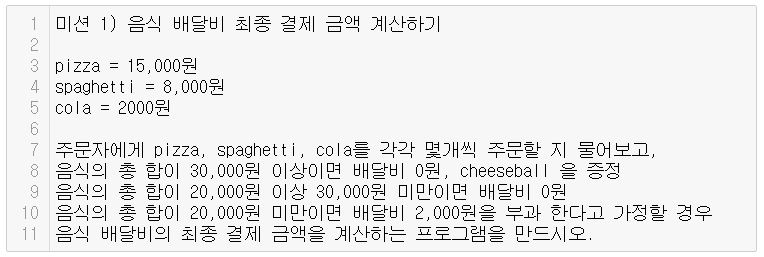 1 미션 1) 음식 배달비 최종 결제 금액 계산하기
2
3 pizza = 15,000원
4 spaghetti = 8,000원
5 cola = 2000원
6
7 주문자에게 pizza, spaghetti, cola를 각각 몇개씩 주문할 지 물어보고,
8 음식의 총 합이 30,000원 이상이면 배달비 0원, cheeseball 을 증정
9 음식의 총 합이 20,000원 이상 30,000원 미만이면 배달비 0원
10 음식의 총 합이 20,000원 미만이면 배달비 2,000원을 부과 한다고 가정할 경우
11 음식 배달비의 최종 결제 금액을 계산하는 프로그램을 만드시오.